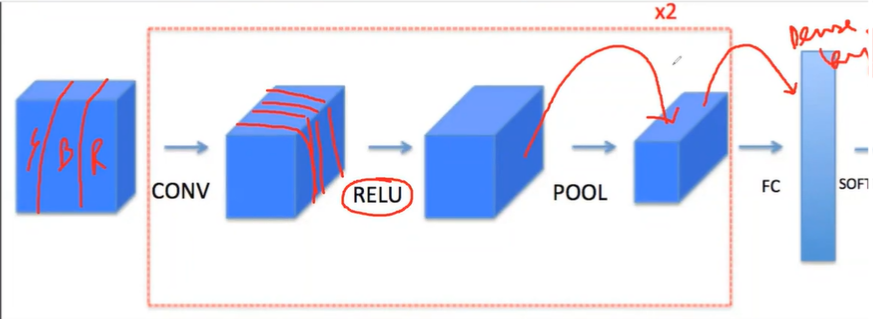 x2
Dense
B R
CONV
RELU
POOL
FC
SOFT